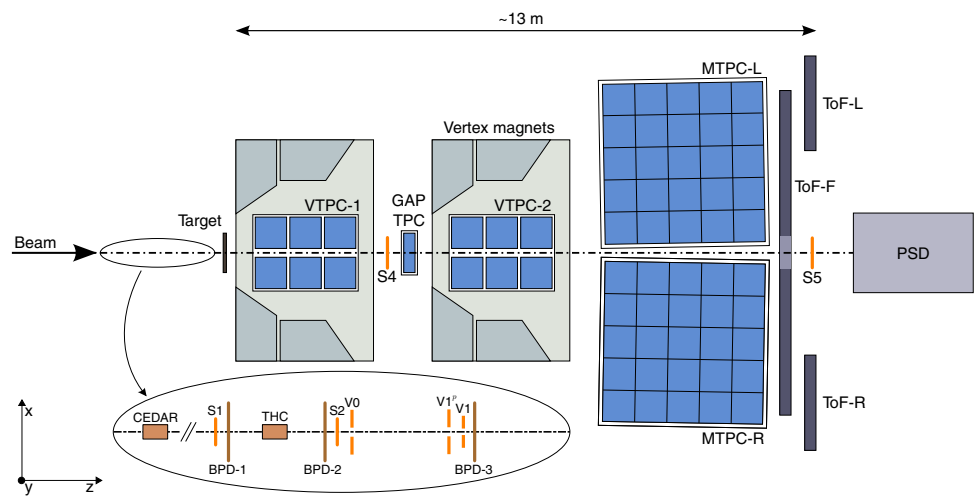 ~13 m
MTPC-L
ToF-L
Vertex magnets
ToF-F
VTPC-1
GAP
TPC
VTPC-2
Target
Beam
S4
S5
PSD
x
y
z
CEDAR
S1
BPD-1
THC
BPD-2
S2
V0
V1ᵖ
V1
BPD-3
MTPC-R
ToF-R